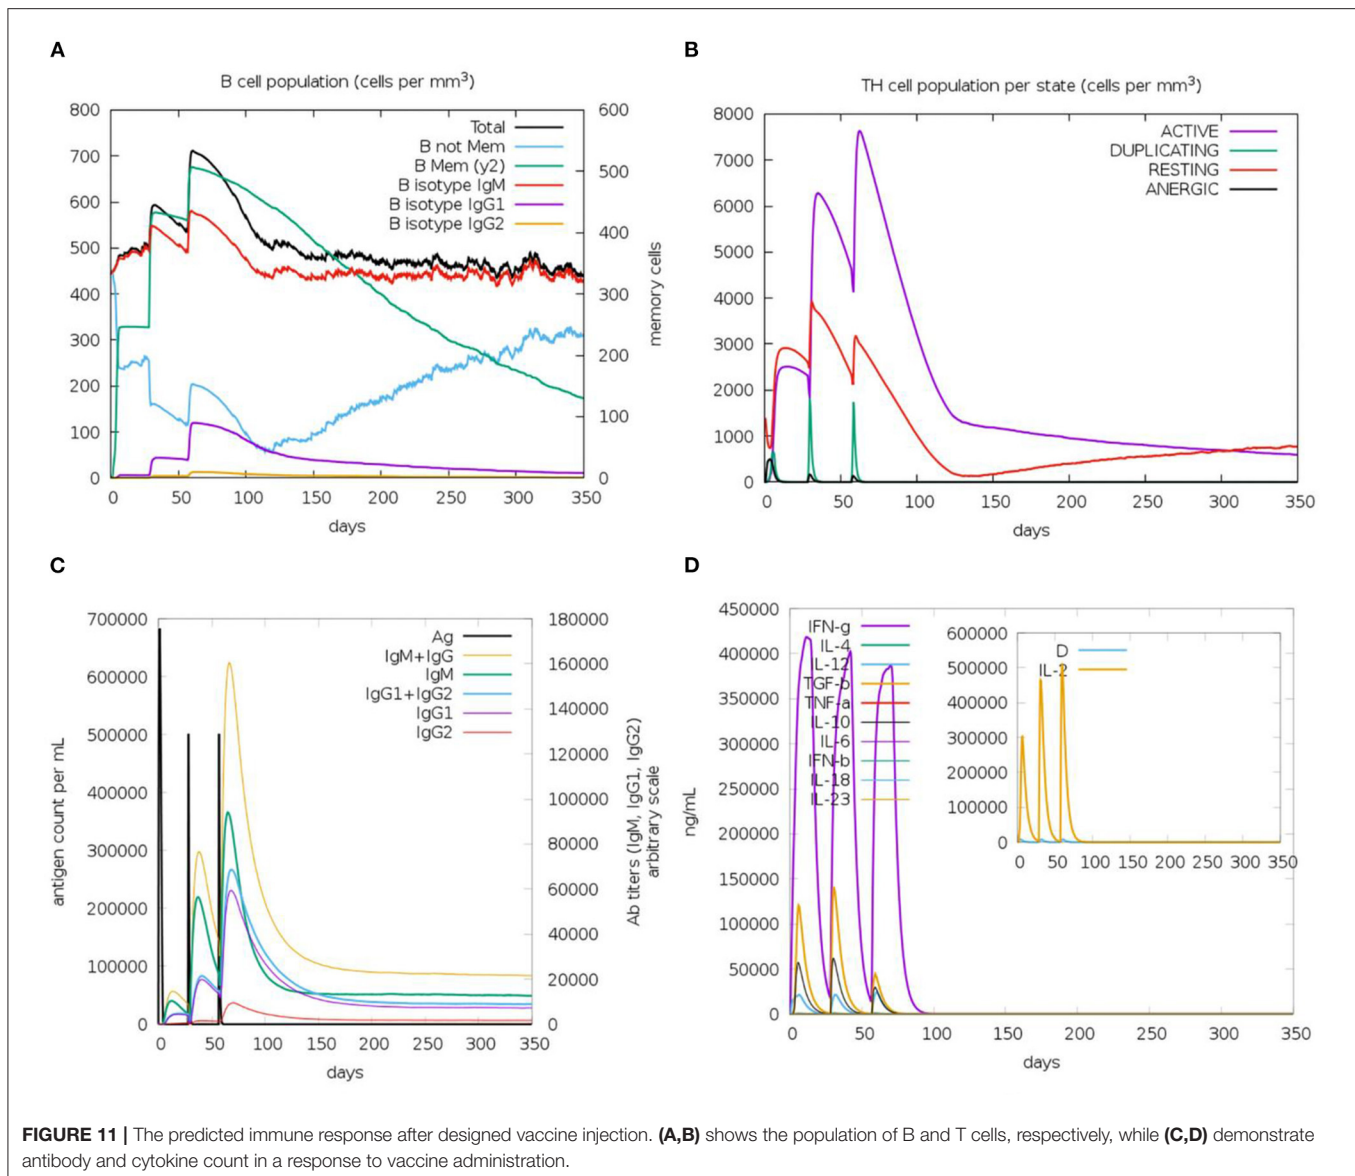 A
B cell population (cells per mm³)
800
700
600
500
400
300
200
100
0
600
500
400
300
200
100
0
Total
B not Mem
B Mem (y2)
B isotype IgM
B isotype IgG1
B isotype IgG2
memory cells
0 50 100 150 200 250 300 350
days
B
TH cell population per state (cells per mm³)
8000
7000
6000
5000
4000
3000
2000
1000
0
ACTIVE
DUPLICATING
RESTING
ANERGIC
0 50 100 150 200 250 300 350
days
C
700000
600000
500000
400000
300000
200000
100000
0
antigen count per mL
Ag
IgM+IgG
IgM
IgG1+IgG2
IgG1
IgG2
180000
160000
140000
120000
100000
80000
60000
40000
20000
0
Ab titers (IgM, IgG1, IgG2)
arbitrary scale
0 50 100 150 200 250 300 350
days
D
450000
400000
350000
300000
250000
200000
150000
100000
50000
0
ng/mL
IFN-g
IL-4
IL-12
TGF-b
TNF-a
IL-10
IL-6
IFN-b
IL-18
IL-23
600000
500000
400000
300000
200000
100000
0
D
IL-2
0 50 100 150 200 250 300 350
0 50 100 150 200 250 300 350
days
FIGURE 11 | The predicted immune response after designed vaccine injection. (A,B) shows the population of B and T cells, respectively, while (C,D) demonstrate
antibody and cytokine count in a response to vaccine administration.